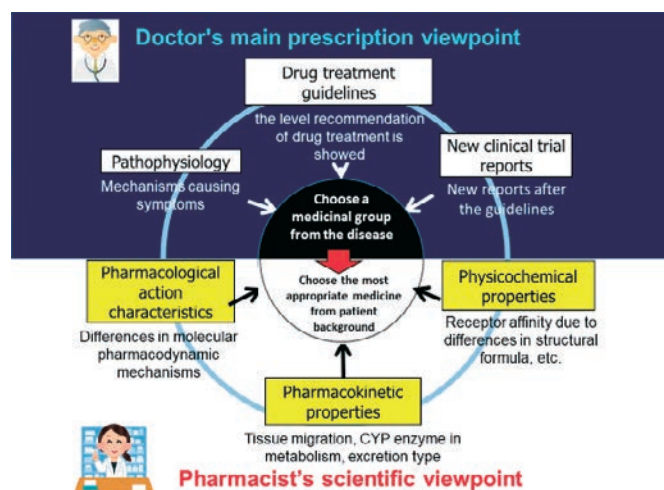 Doctor's main prescription viewpoint
Drug treatment
guidelines
the level recommendation
of drug treatment is
showed
Pathophysiology
Mechanisms causing
symptoms
New clinical trial
reports
New reports after
the guidelines
Choose a
medicinal group
from the disease
Choose the most
appropriate medicine
from patient
background
Pharmacological
action
characteristics
Differences in molecular
pharmacodynamic
mechanisms
Physicochemical
properties
Receptor affinity due to
differences in structural
formula, etc.
Pharmacokinetic
properties
Tissue migration, CYP enzyme in
metabolism, excretion type
Pharmacist's scientific viewpoint